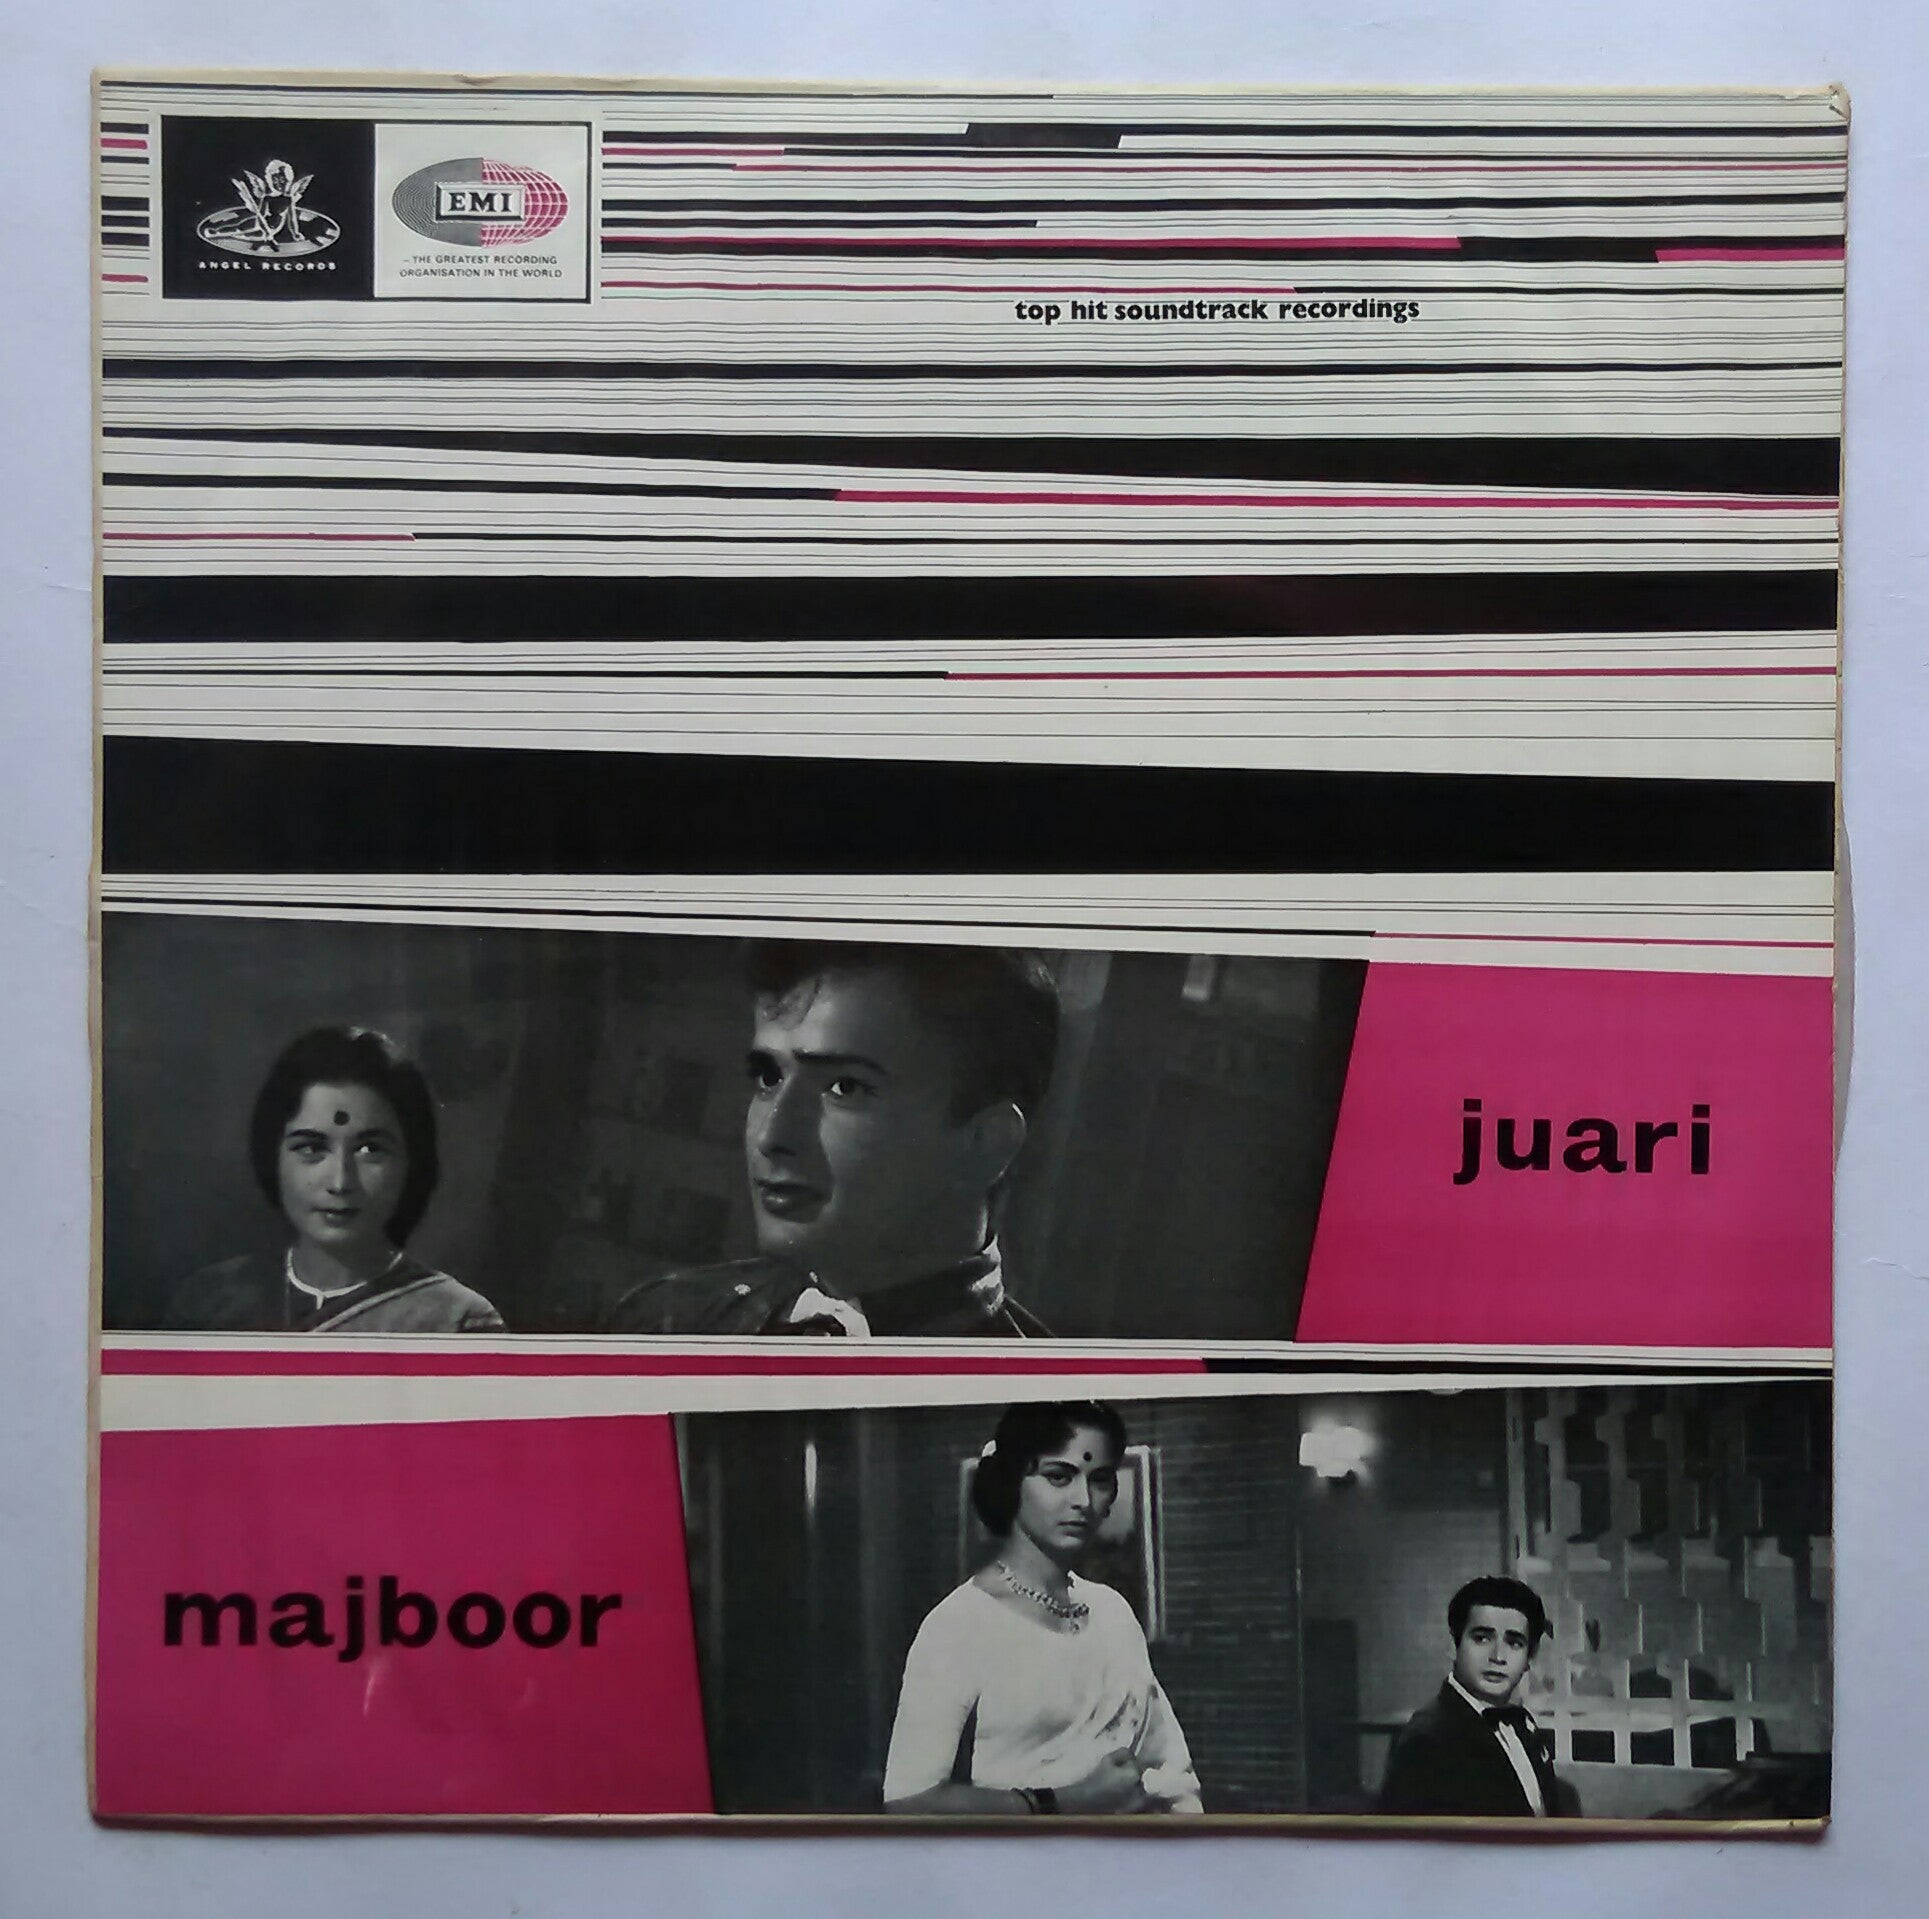 ANGEL RECORDS
EMI
– THE GREATEST RECORDING
ORGANISATION IN THE WORLD
top hit soundtrack recordings
juari
majboor